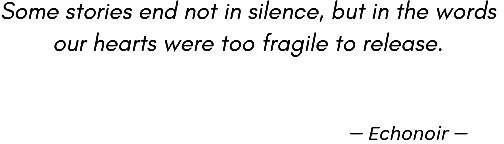 Some stories end not in silence, but in the words
our hearts were too fragile to release.
— Echonoir —